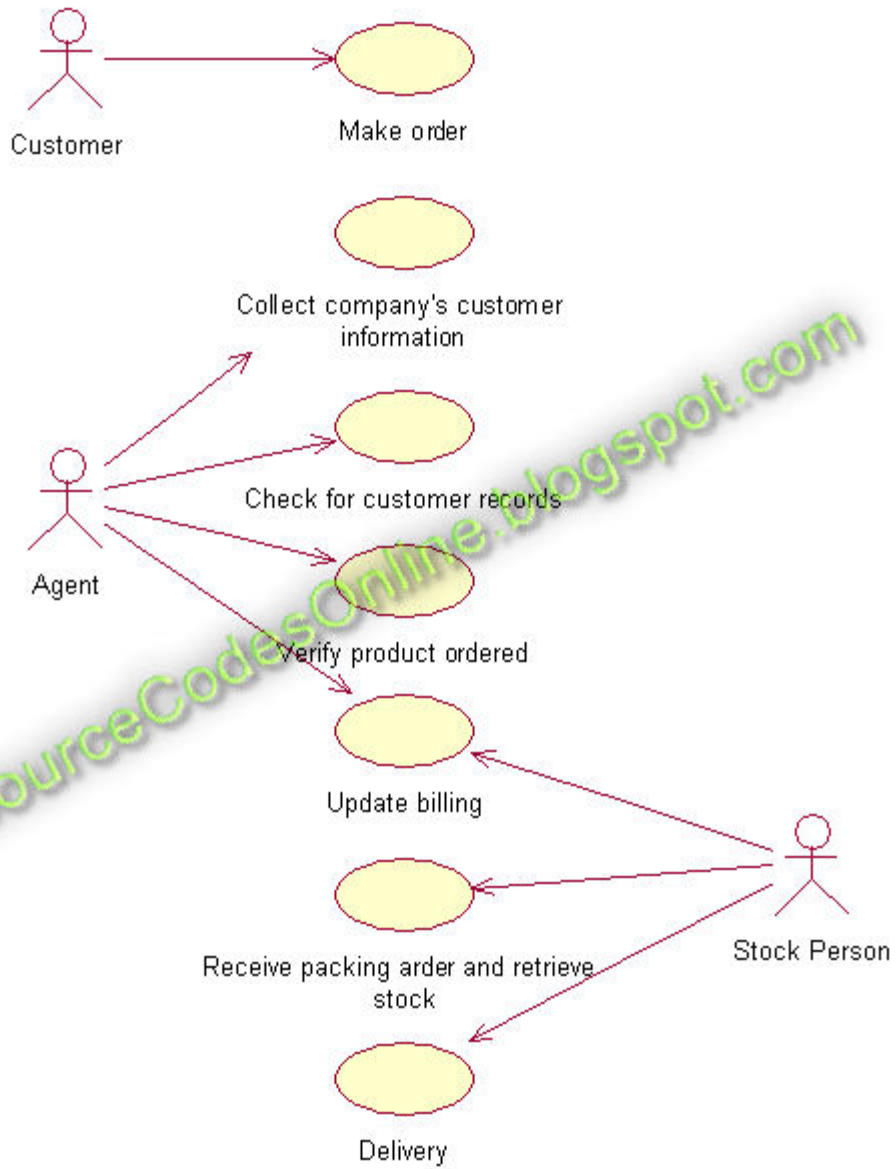 Customer
Make order
Collect company's customer
information
Check for customer records
Agent
Verify product ordered
Update billing
Receive packing arder and retrieve
stock
Stock Person
Delivery
ourceCodesOnline.blogspot.com